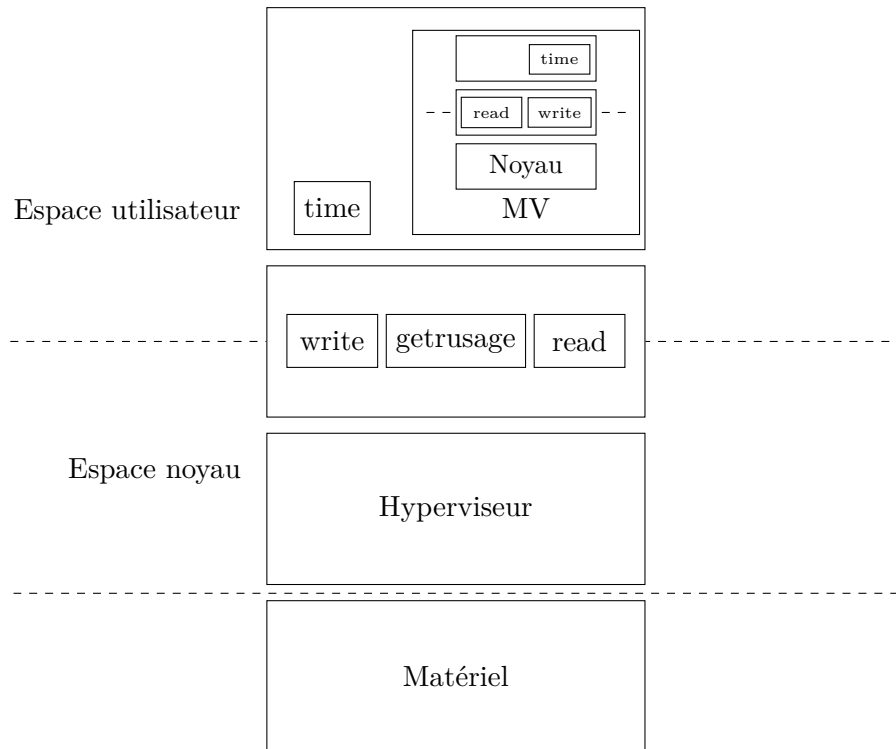 time
read write
Noyau
MV
time
Espace utilisateur
write getrusage read
Espace noyau
Hyperviseur
Matériel